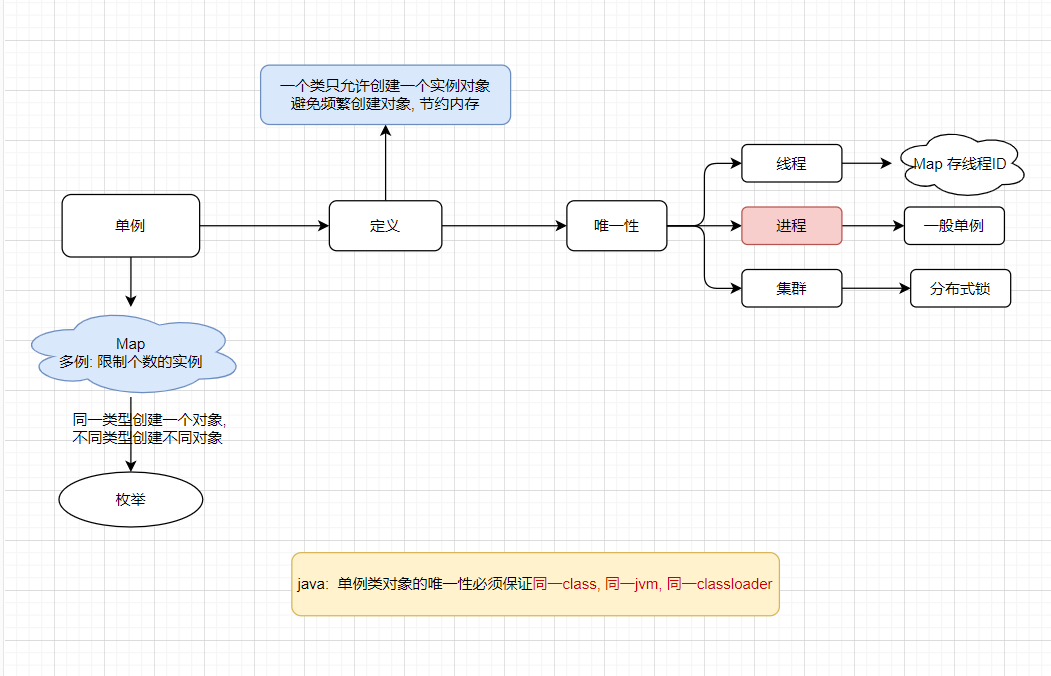 一个类只允许创建一个实例对象
避免频繁创建对象, 节约内存
单例
定义
唯一性
线程
Map 存线程ID
进程
一般单例
集群
分布式锁
Map
多例: 限制个数的实例
同一类型创建一个对象,
不同类型创建不同对象
枚举
java: 单例类对象的唯一性必须保证同一class, 同一jvm, 同一classloader